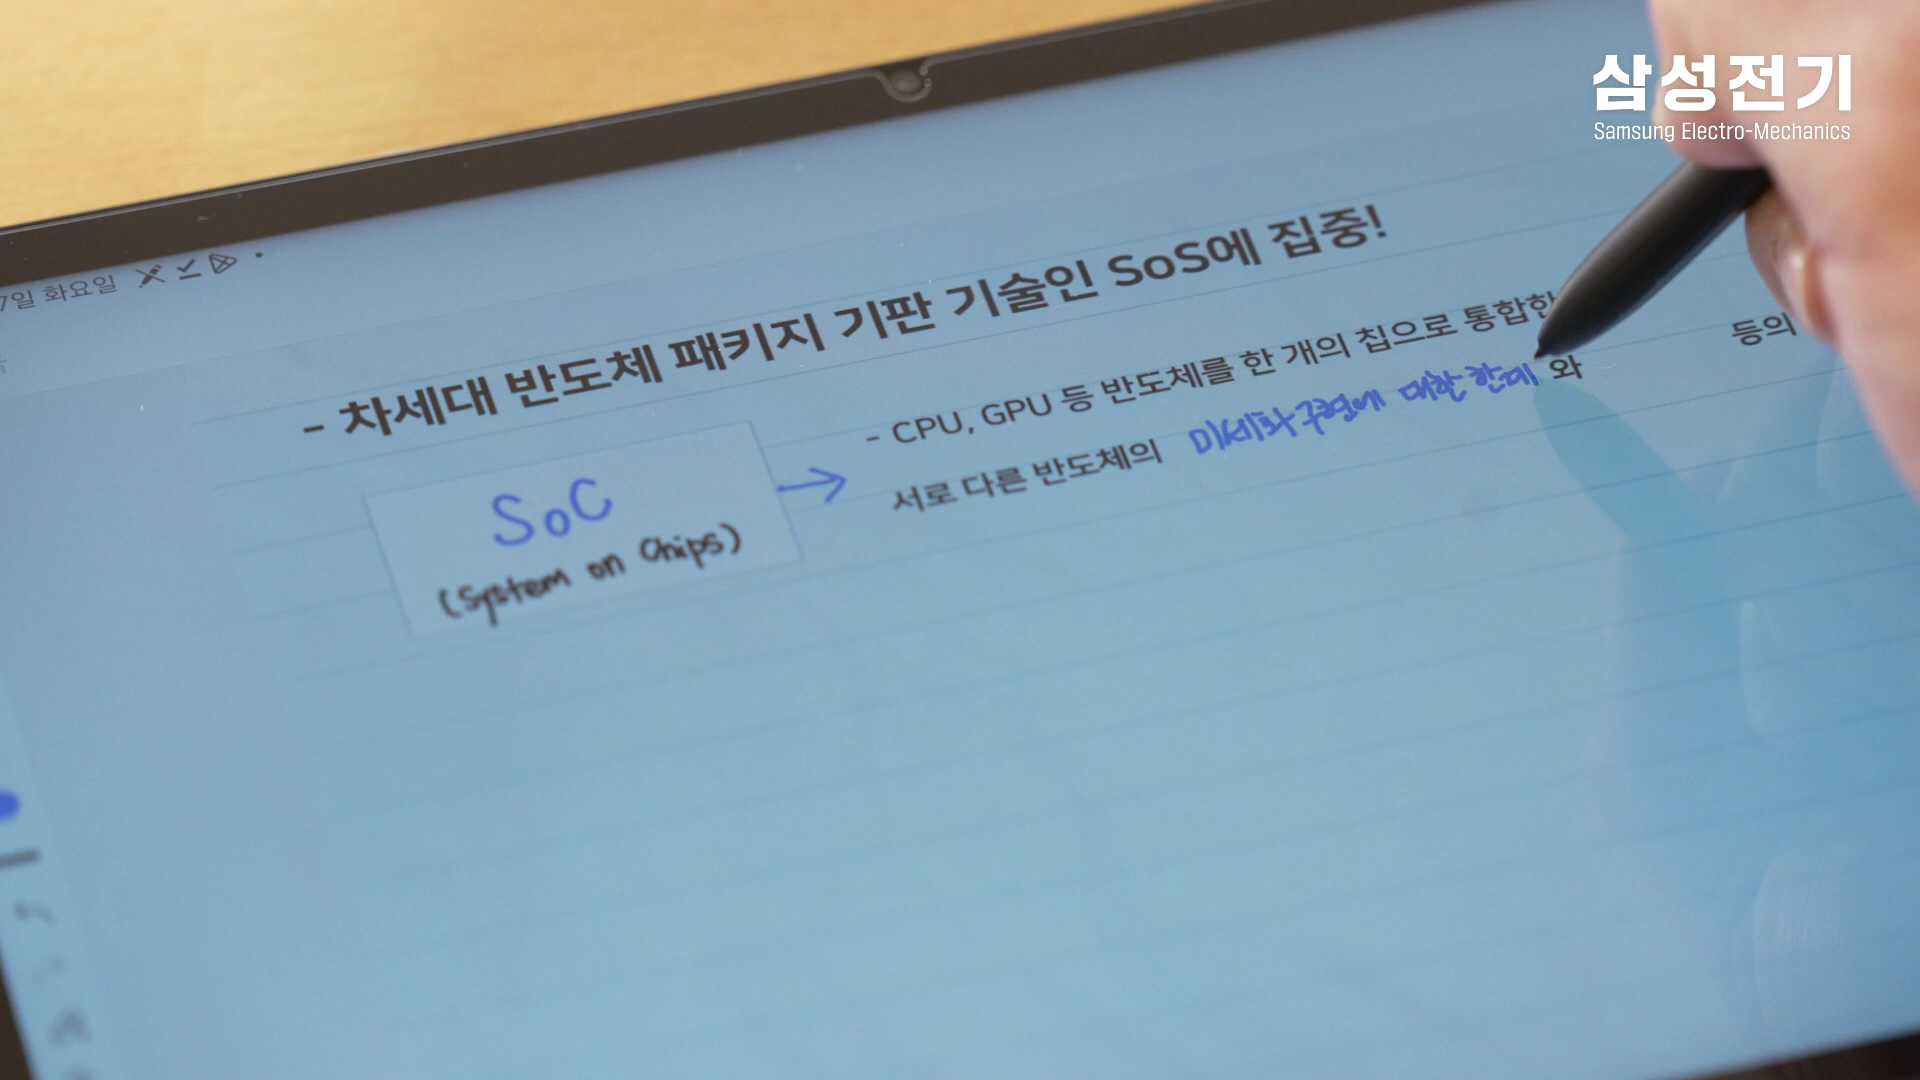 삼성전기
Samsung Electro-Mechanics
7일 화요일
- 차세대 반도체 패키지 기판 기술인 SoS에 집중!
SoC
(System on Chips)
→
- CPU, GPU 등 반도체를 한 개의 칩으로 통합한
서로 다른 반도체의 미세화 구현에 대한 한데 와 등의